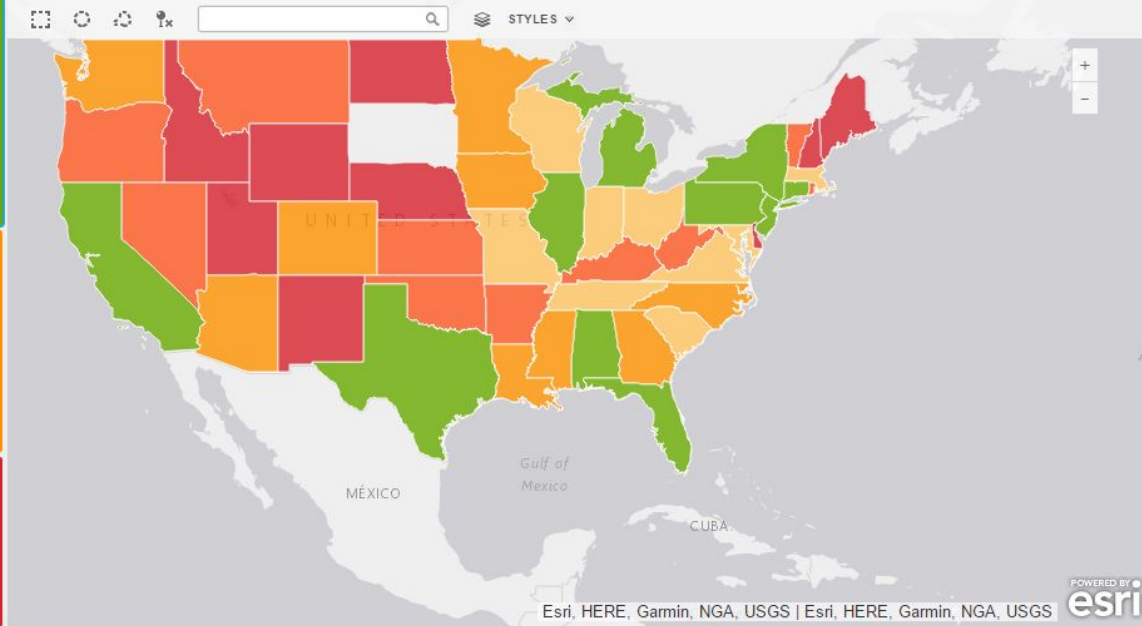 STYLES
+
-
UNITED STATES
Gulf of
Mexico
MÉXICO
CUBA
POWERED BY
esri
Esri, HERE, Garmin, NGA, USGS | Esri, HERE, Garmin, NGA, USGS